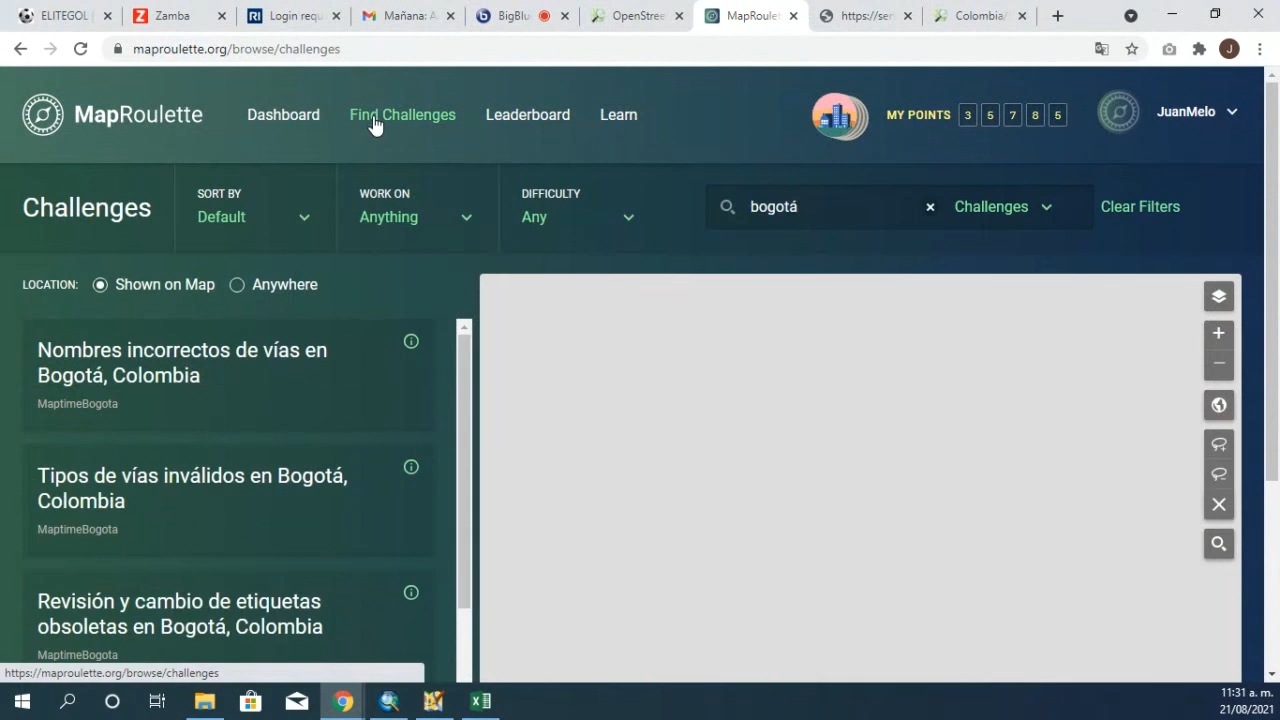 ELITEGOL
Zamba
Login requ
Mañana: A
BigBlu
OpenStree
MapRoulet
https://ser
Colombia/
maproulette.org/browse/challenges
J
MapRoulette
Dashboard
Find Challenges
Leaderboard
Learn
MY POINTS 3 5 7 8 5
JuanMelo
Challenges
SORT BY
Default
WORK ON
Anything
DIFFICULTY
Any
bogotá
Challenges
Clear Filters
LOCATION:
Shown on Map
Anywhere
Nombres incorrectos de vías en
Bogotá, Colombia
MaptimeBogota
Tipos de vías inválidos en Bogotá,
Colombia
MaptimeBogota
Revisión y cambio de etiquetas
obsoletas en Bogotá, Colombia
MaptimeBogota
https://maproulette.org/browse/challenges
11:31 a. m.
21/08/2021